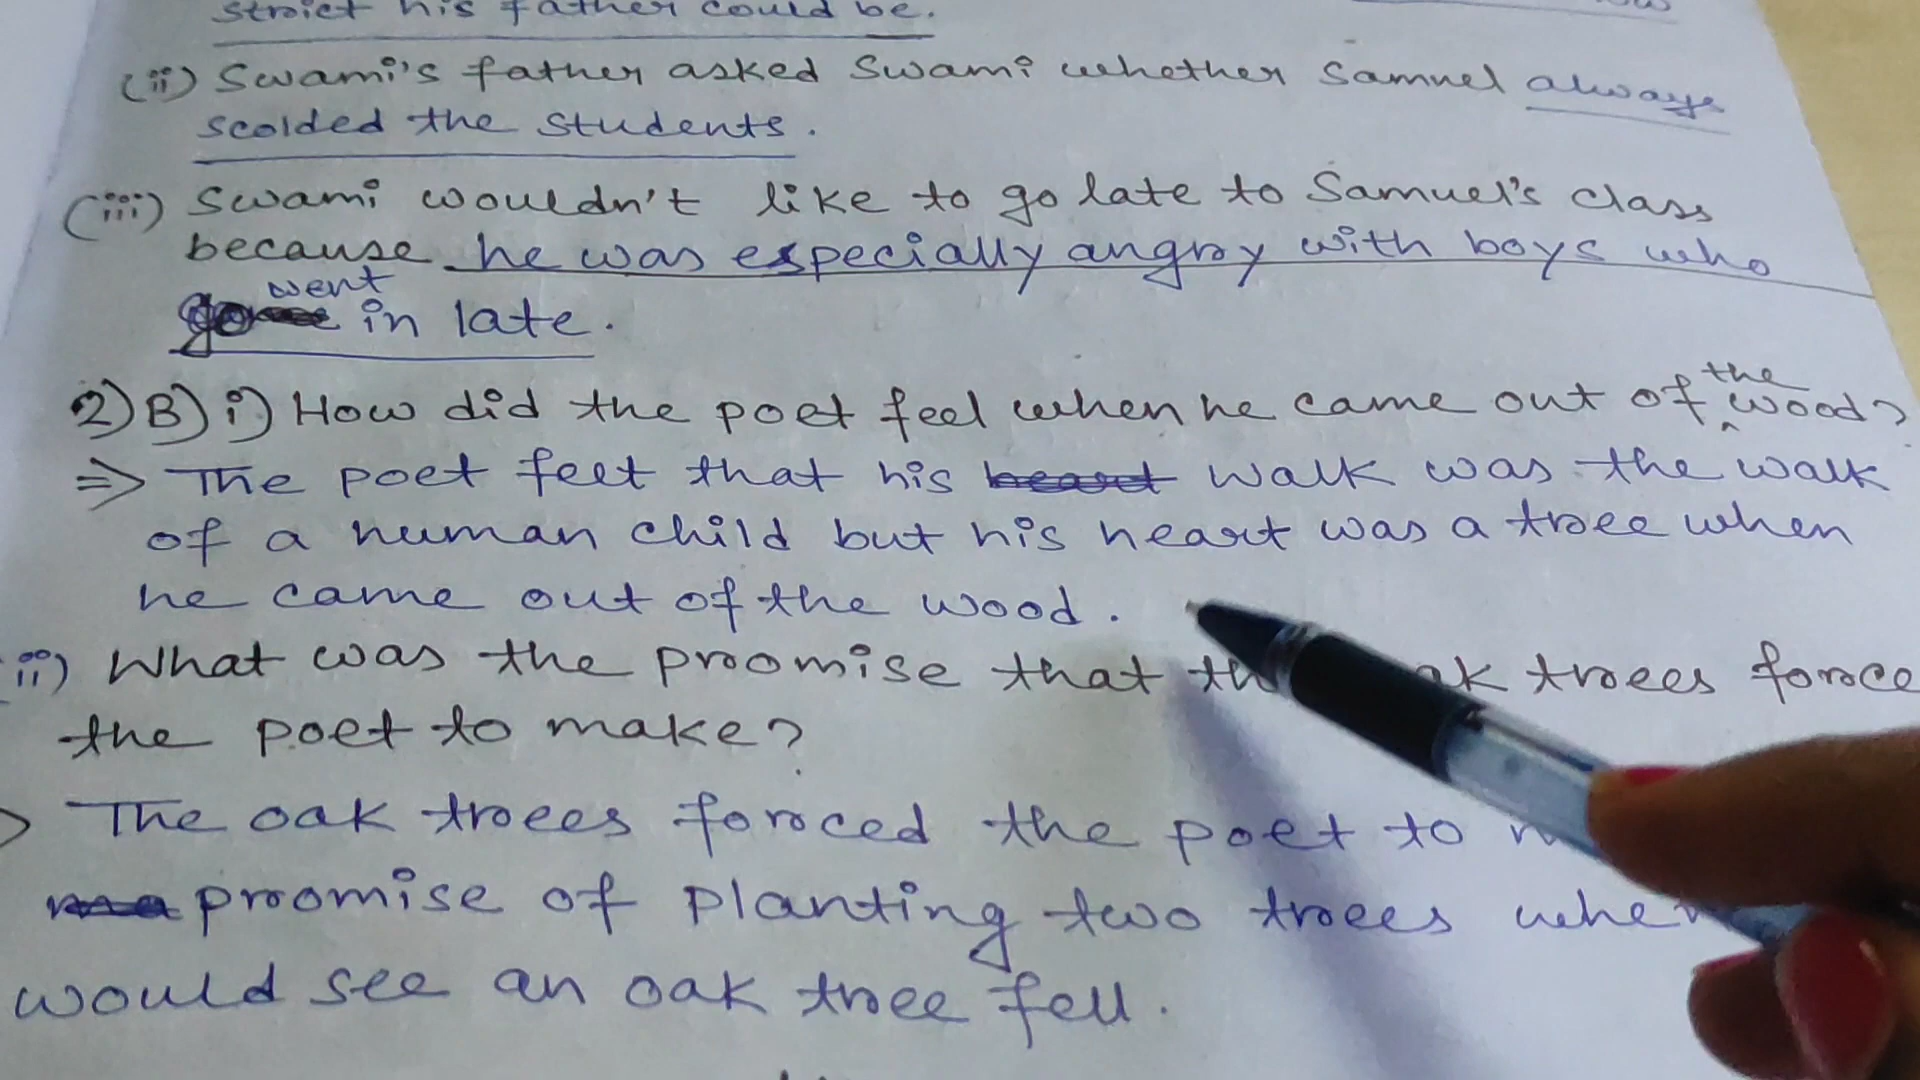 strict his father could be.
(ii) Swami's father asked Swami whether Samuel always
scolded the students.
(iii) Swami wouldn't like to go late to Samuel's class
because he was especially angry with boys who
went
in late.
the
2) B) i) How did the poet feel when he came out of wood?
⇒ The poet felt that his heart walk was the walk
of a human child but his heart was a tree when
he came out of the wood.
ii) What was the promise that trees force
the poet to make?
The oak trees forced the poet to
promise of planting two trees when
would see an oak tree fell.